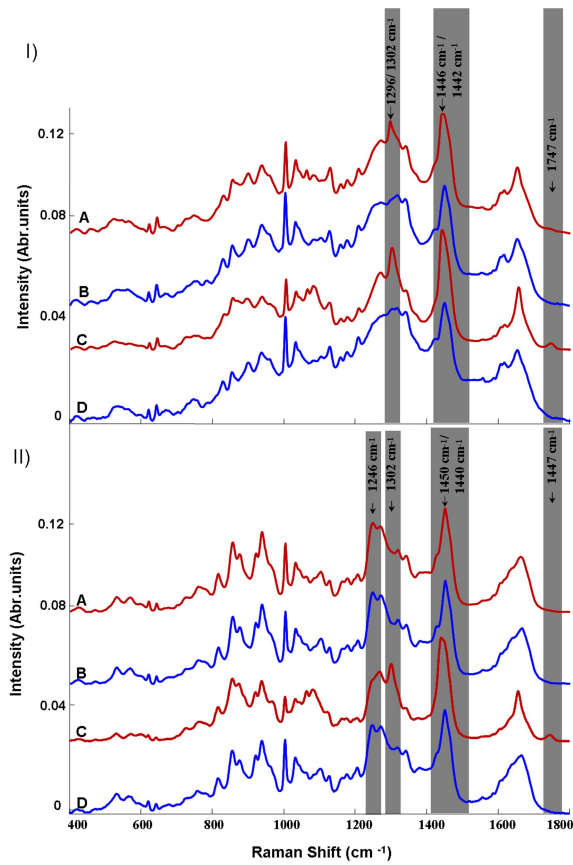 I)
1296/ 1302 cm⁻¹
1446 cm⁻¹ /
1442 cm⁻¹
1747 cm⁻¹
0.12
0.08
0.04
0
A
B
C
D
Intensity (Abr.units)
II)
1246 cm⁻¹
1302 cm⁻¹
1450 cm⁻¹/
1440 cm⁻¹
1447 cm⁻¹
0.12
0.08
0.04
0
A
B
C
D
Intensity (Abr.units)
400 600 800 1000 1200 1400 1600 1800
Raman Shift (cm ⁻¹)